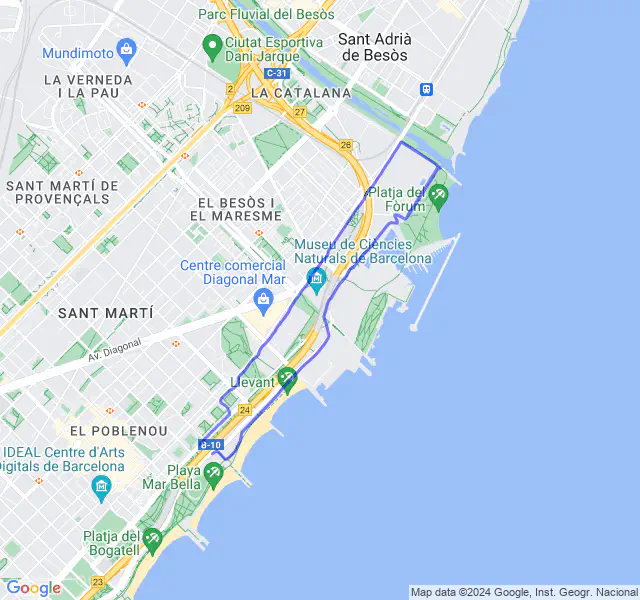 Parc Fluvial del Besòs
Sant Adrià
de Besòs
Ciutat Esportiva
Dani Jarque
Mundimoto
C-31
LA VERNEDA
I LA PAU
2
LA CATALANA
209
27
26
SANT MARTÍ DE
PROVENÇALS
EL BESÒS I
EL MARESME
Platja del
Fòrum
Museu de Ciències
Naturals de Barcelona
Centre comercial
Diagonal Mar
SANT MARTÍ
Av. Diagonal
Llevant
24
EL POBLENOU
B-10
IDEAL Centre d'Arts
Digitals de Barcelona
Playa
Mar Bella
Platja del
Bogatell
23
Google
Map data ©2024 Google, Inst. Geogr. Nacional